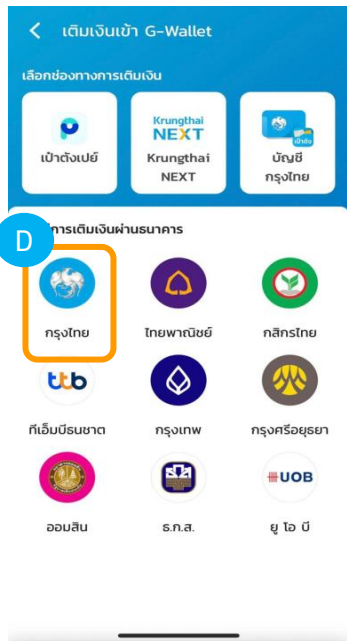 เติมเงินเข้า G-Wallet
เลือกช่องทางการเติมเงิน
เป๋าตังเปย์
Krungthai
NEXT
Krungthai
NEXT
เป๋าตัง
บัญชี
กรุงไทย
D
การเติมเงินผ่านธนาคาร
กรุงไทย
ไทยพาณิชย์
กสิกรไทย
ttb
ทีเอ็มบีธนชาต
กรุงเทพ
กรุงศรีอยุธยา
UOB
ออมสิน
ธ.ก.ส.
ยู โอ บี